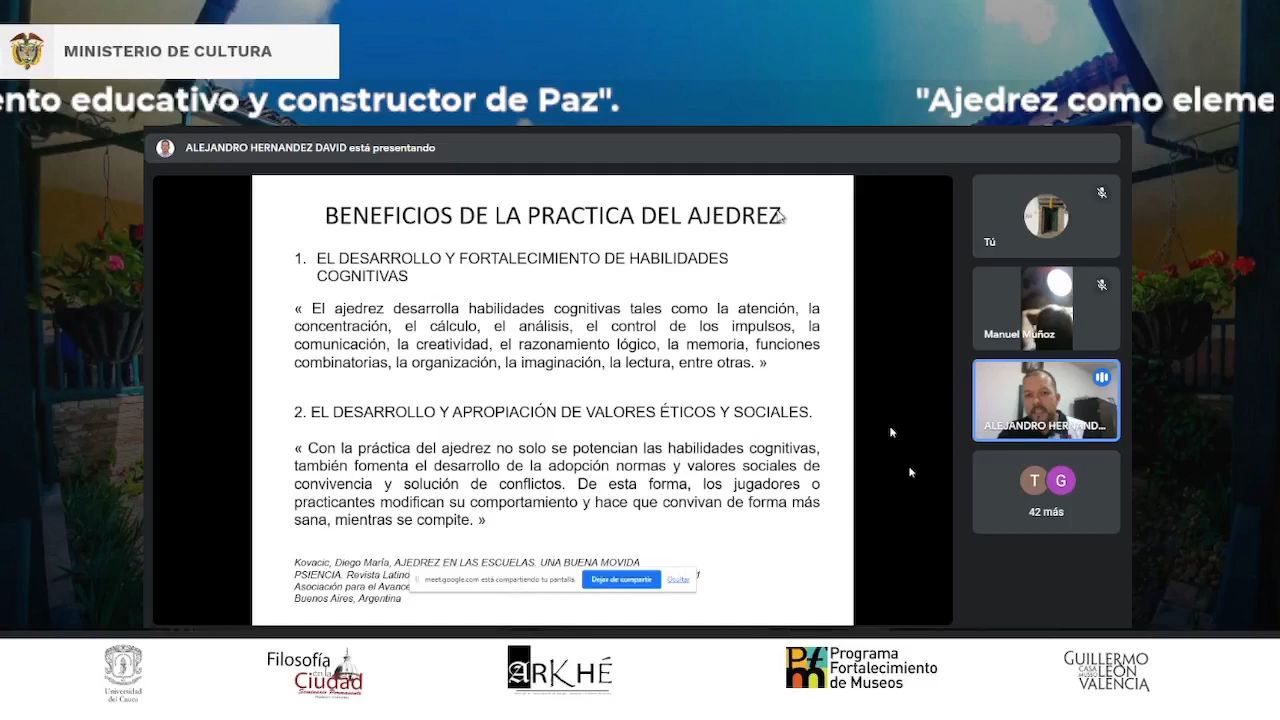 MINISTERIO DE CULTURA
ento educativo y constructor de Paz".
"Ajedrez como eleme
ALEJANDRO HERNANDEZ DAVID está presentando
BENEFICIOS DE LA PRACTICA DEL AJEDREZ
1. EL DESARROLLO Y FORTALECIMIENTO DE HABILIDADES
COGNITIVAS
« El ajedrez desarrolla habilidades cognitivas tales como la atención, la
concentración, el cálculo, el análisis, el control de los impulsos, la
comunicación, la creatividad, el razonamiento lógico, la memoria, funciones
combinatorias, la organización, la imaginación, la lectura, entre otras. »
2. EL DESARROLLO Y APROPIACIÓN DE VALORES ÉTICOS Y SOCIALES.
« Con la práctica del ajedrez no solo se potencian las habilidades cognitivas,
también fomenta el desarrollo de la adopción normas y valores sociales de
convivencia y solución de conflictos. De esta forma, los jugadores o
practicantes modifican su comportamiento y hace que convivan de forma más
sana, mientras se compite. »
Kovacic, Diego María, AJEDREZ EN LAS ESCUELAS. UNA BUENA MOVIDA
PSIENCIA. Revista Latino
Asociación para el Avance
Buenos Aires, Argentina
meet.google.com está compartiendo tu pantalla.
Dejar de compartir
Ocultar
Tú
Manuel Muñoz
ALEJANDRO HERNAND...
T G
42 más
Universidad
del Cauca
Filosofía
en la
Ciudad
ARKHÉ
Pfm
Programa
Fortalecimiento
de Museos
GUILLERMO
CASA MUSEO
LEÓN
VALENCIA